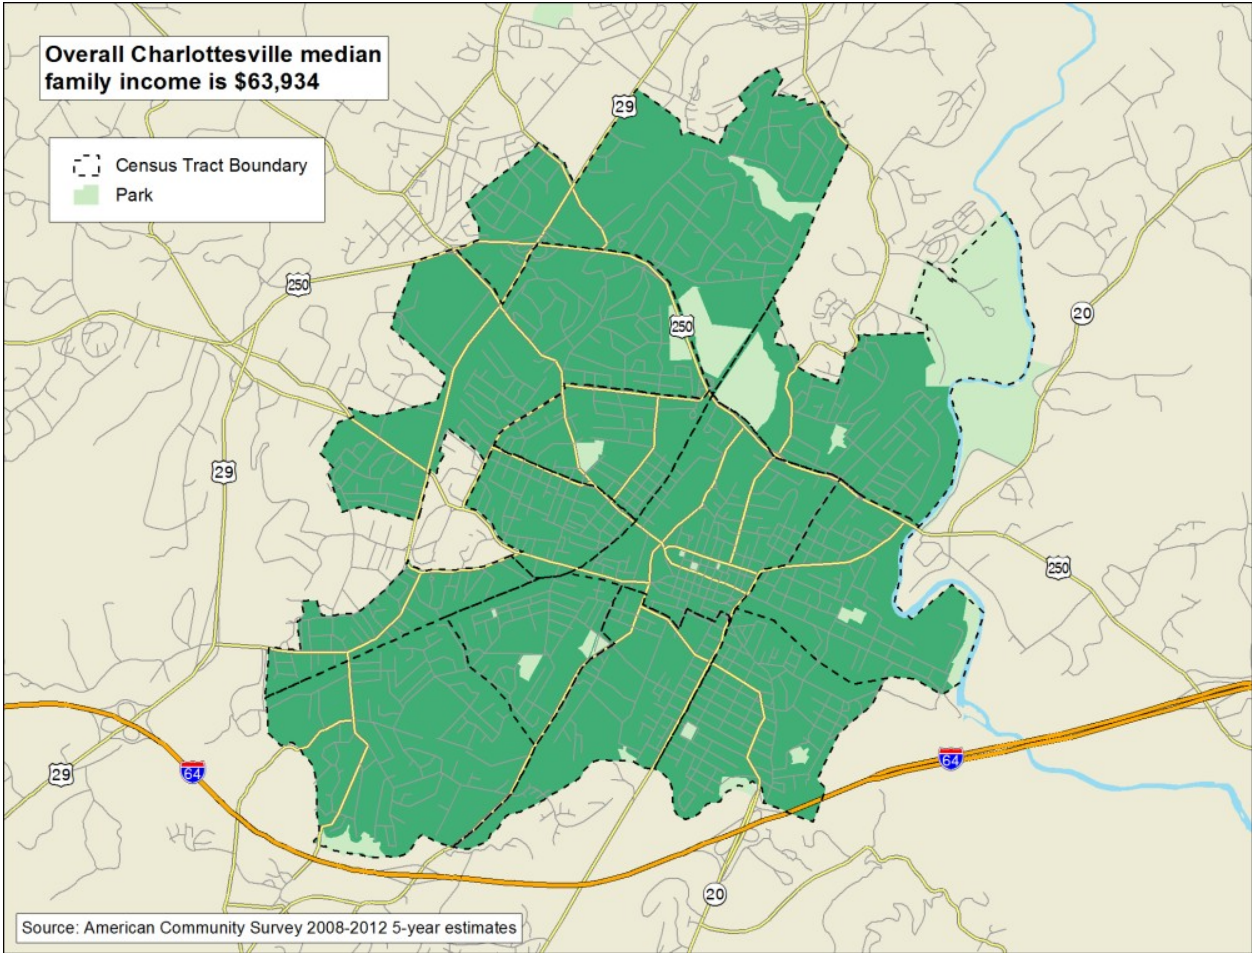 Overall Charlottesville median
family income is $63,934
29
Census Tract Boundary
Park
250
20
250
29
250
64
29
64
20
Source: American Community Survey 2008-2012 5-year estimates